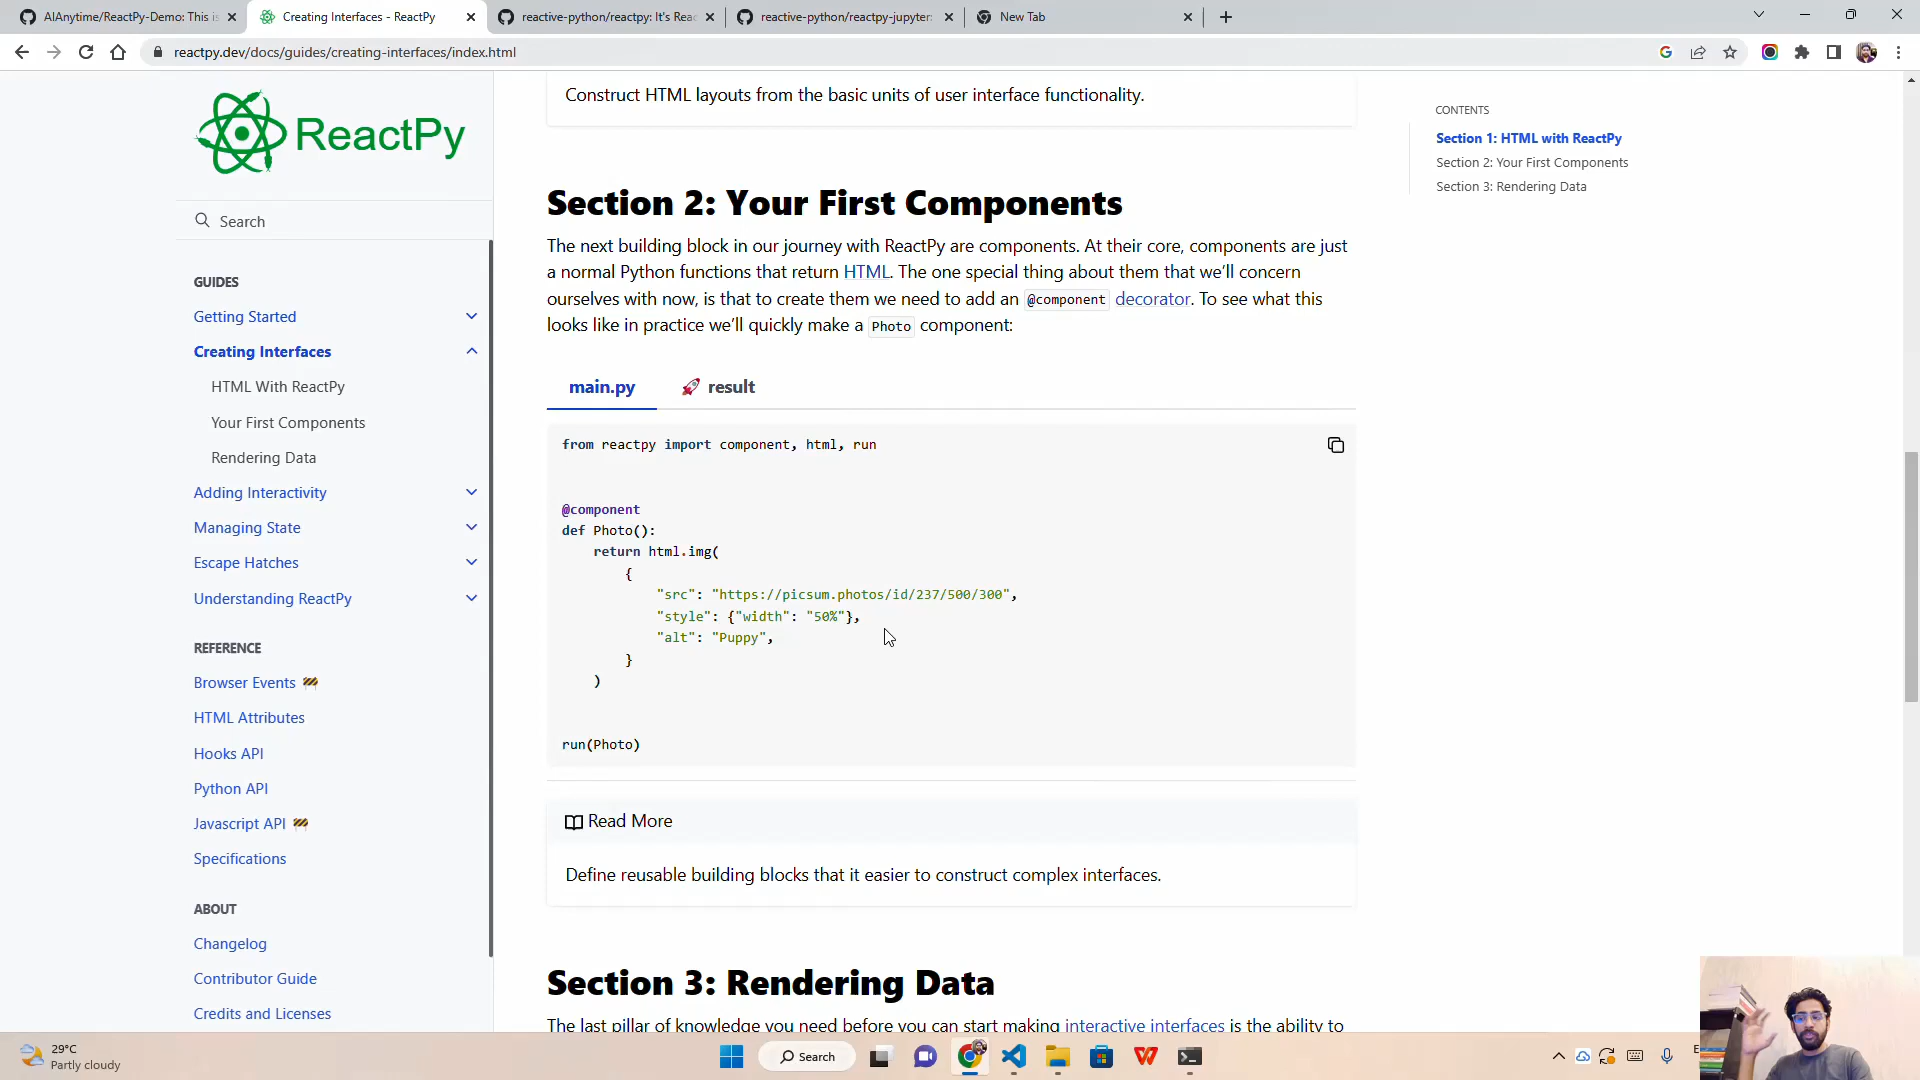 AIAnytime/ReactPy-Demo: This is
Creating Interfaces - ReactPy
reactive-python/reactpy: It's Rea
reactive-python/reactpy-jupyter:
New Tab
reactpy.dev/docs/guides/creating-interfaces/index.html
ReactPy
Search
GUIDES
Getting Started
Creating Interfaces
HTML With ReactPy
Your First Components
Rendering Data
Adding Interactivity
Managing State
Escape Hatches
Understanding ReactPy
REFERENCE
Browser Events
HTML Attributes
Hooks API
Python API
Javascript API
Specifications
ABOUT
Changelog
Contributor Guide
Credits and Licenses
Construct HTML layouts from the basic units of user interface functionality.
Section 2: Your First Components
The next building block in our journey with ReactPy are components. At their core, components are just
a normal Python functions that return HTML. The one special thing about them that we'll concern
ourselves with now, is that to create them we need to add an @component decorator. To see what this
looks like in practice we'll quickly make a Photo component:
main.py
result
from reactpy import component, html, run
@component
def Photo():
return html.img(
{
"src": "https://picsum.photos/id/237/500/300",
"style": {"width": "50%"},
"alt": "Puppy",
}
)
run(Photo)
Read More
Define reusable building blocks that it easier to construct complex interfaces.
Section 3: Rendering Data
The last pillar of knowledge you need before you can start making interactive interfaces is the ability to
CONTENTS
Section 1: HTML with ReactPy
Section 2: Your First Components
Section 3: Rendering Data
29°C
Partly cloudy
Search